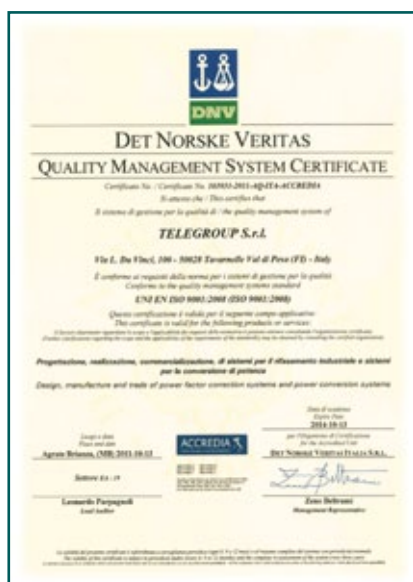 DNV
DET NORSKE VERITAS
QUALITY MANAGEMENT SYSTEM CERTIFICATE
Certificato No. / Certificate No. 103931-2011-AQ-ITA-ACCREDIA
Si attesta che / This certifies that
Il sistema di gestione per la qualità di / the quality management system of
TELEGROUP S.r.l.
Via L. Da Vinci, 100 - 50028 Tavarnelle Val di Pesa (FI) - Italy
È conforme ai requisiti della norma per i sistemi di gestione per la qualità
Conforms to the quality management systems standard
UNI EN ISO 9001:2008 (ISO 9001:2008)
Questa certificazione è valida per il seguente campo applicativo:
This certificate is valid for the following products or services:
Progettazione, realizzazione, commercializzazione, di sistemi per il rifasamento industriale e sistemi
per la conversione di potenza
Design, manufacture and trade of power factor correction systems and power conversion systems
Data di scadenza
Expiry Date
2014-10-13
Luogo e data
Place and date
Agrate Brianza, (MB) 2011-10-13
ACCREDIA
per l'Organismo di Certificazione
for the Accredited Unit
DET NORSKE VERITAS ITALIA S.R.L.
Settore EA : 19
Leonardo
Lead Auditor
Zeno Beltrami
Management Representative